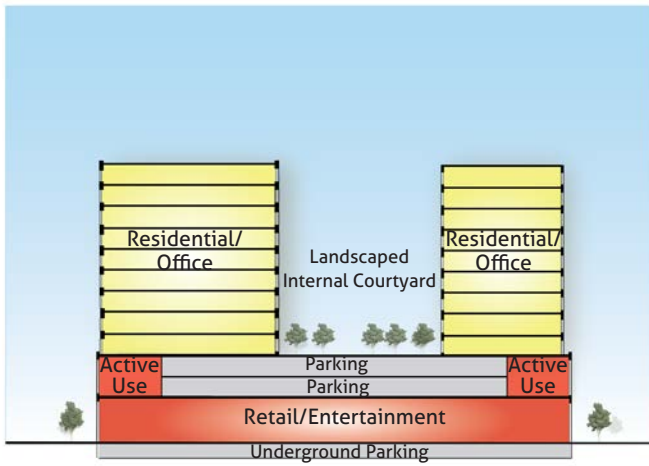 Residential/
Office
Landscaped
Internal Courtyard
Residential/
Office
Active
Use
Parking
Parking
Active
Use
Retail/Entertainment
Underground Parking